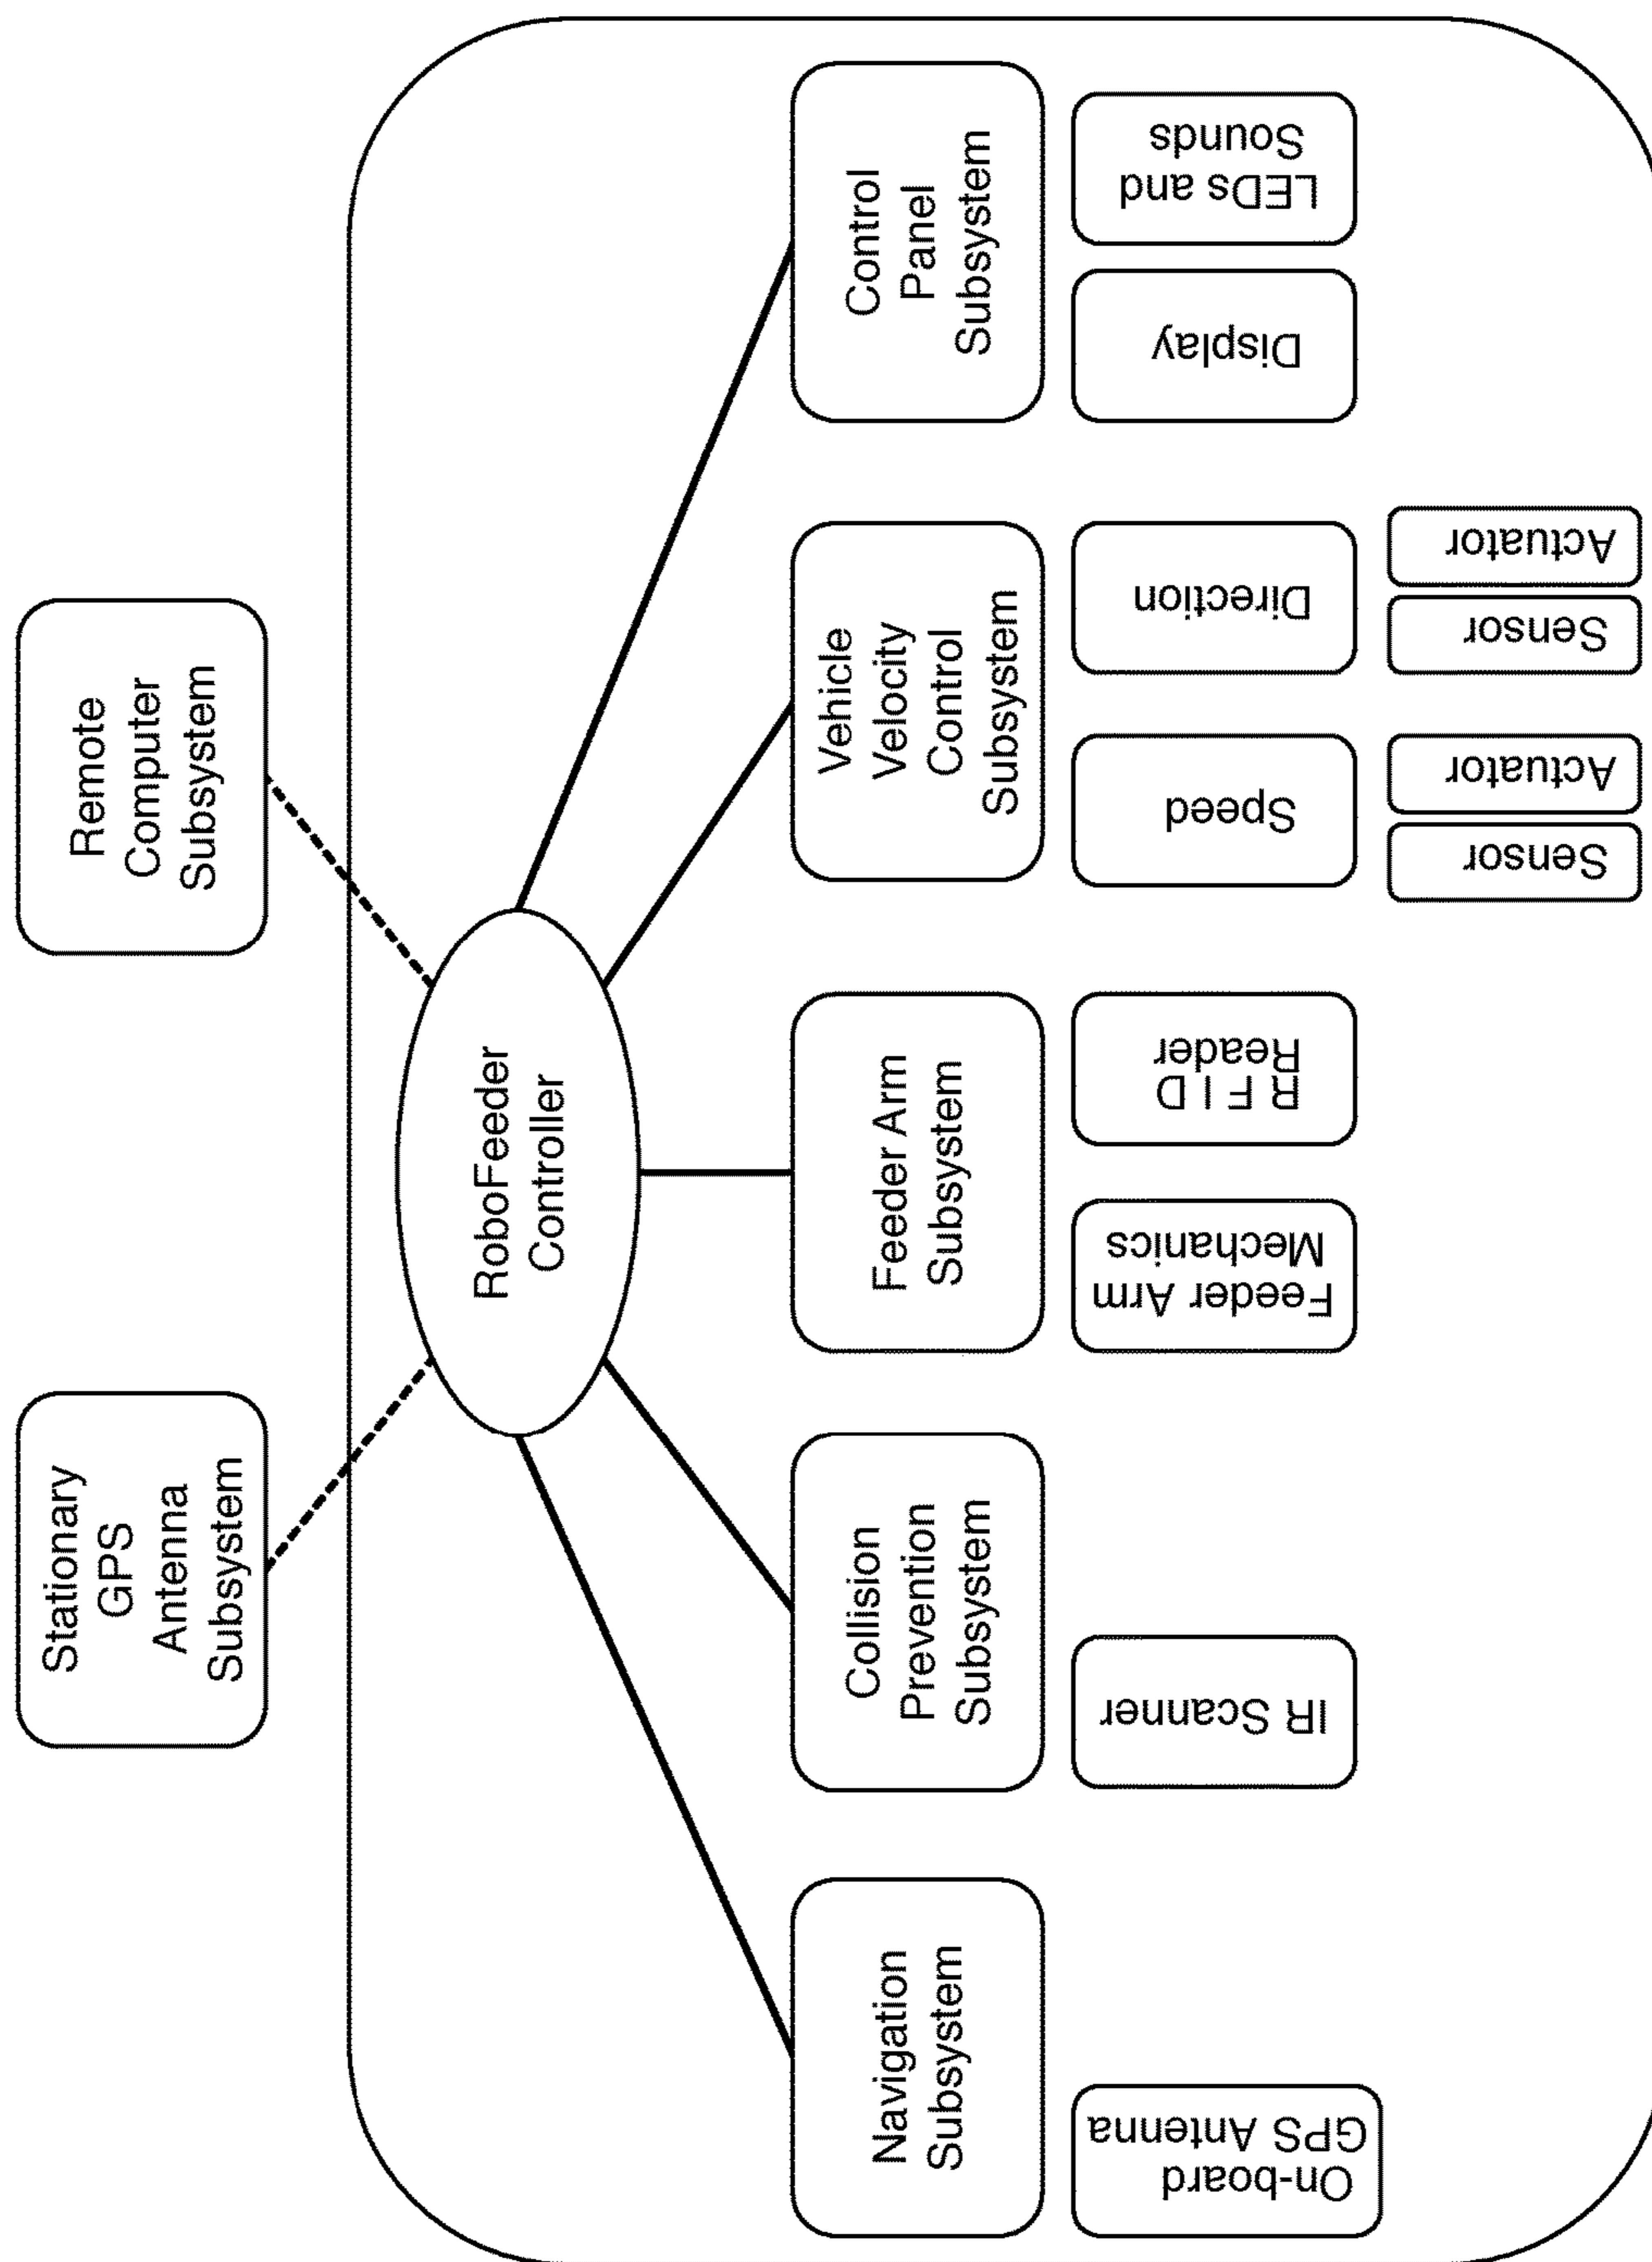 Stationary
GPS
Antenna
Subsystem
Remote
Computer
Subsystem
RoboFeeder
Controller
Navigation
Subsystem
Collision
Prevention
Subsystem
Feeder Arm
Subsystem
Vehicle
Velocity
Control
Subsystem
Control
Panel
Subsystem
On-board
GPS Antenna
IR Scanner
Feeder Arm
Mechanics
R F I D
Reader
Speed
Direction
Display
LEDs and
Sounds
Sensor
Actuator
Sensor
Actuator